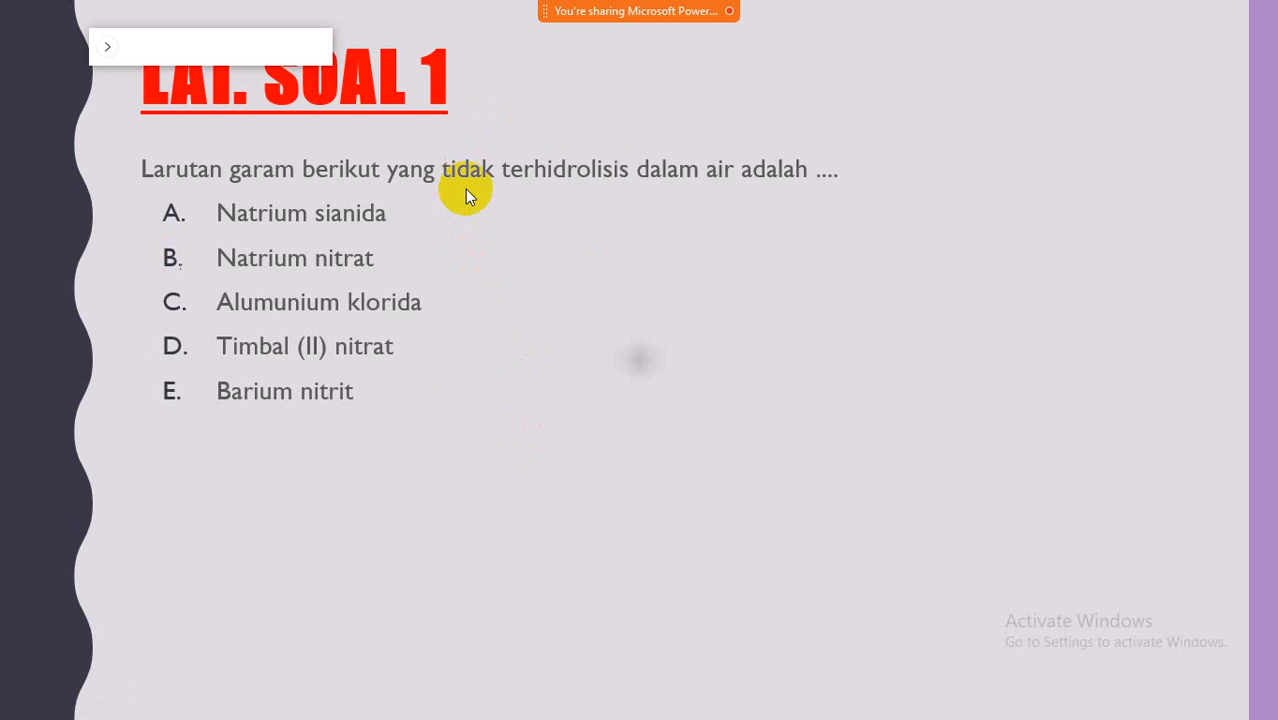 You're sharing Microsoft Power...
LAT. SOAL 1
Larutan garam berikut yang tidak terhidrolisis dalam air adalah ....
A. Natrium sianida
B. Natrium nitrat
C. Alumunium klorida
D. Timbal (II) nitrat
E. Barium nitrit
Activate Windows
Go to Settings to activate Windows.